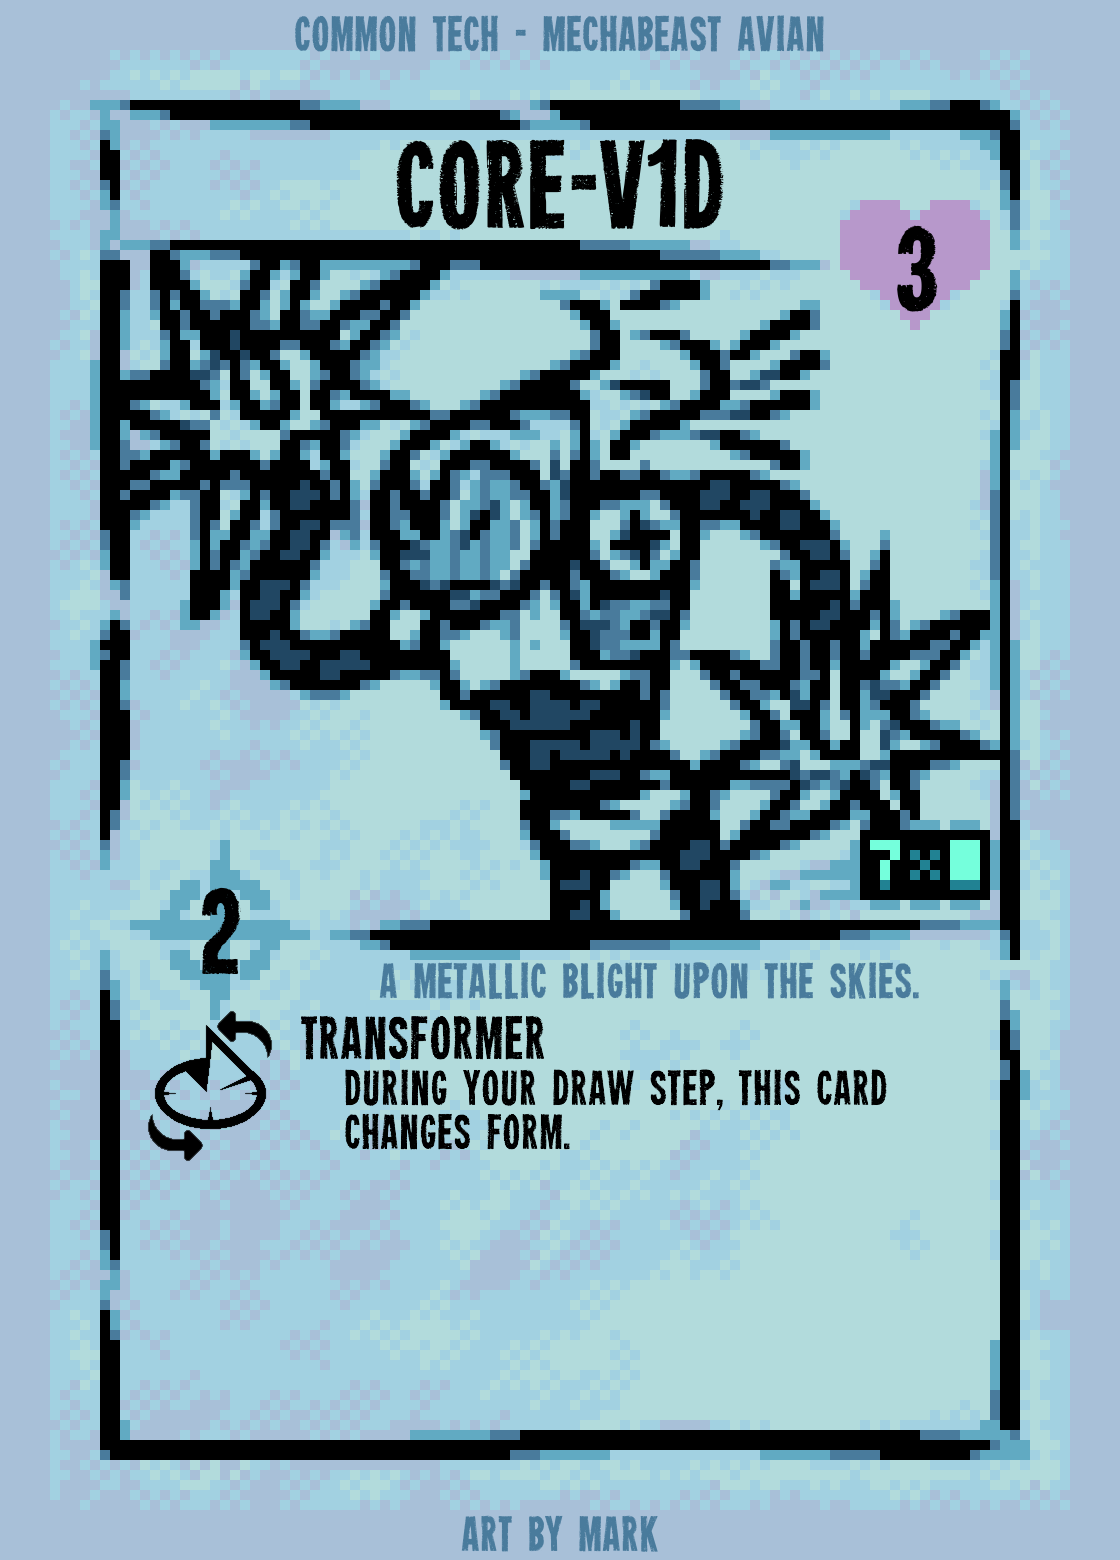 COMMON TECH - MECHABEAST AVIAN
CORE-V1D
3
7×
2
A METALLIC BLIGHT UPON THE SKIES.
TRANSFORMER
DURING YOUR DRAW STEP, THIS CARD
CHANGES FORM.
ART BY MARK